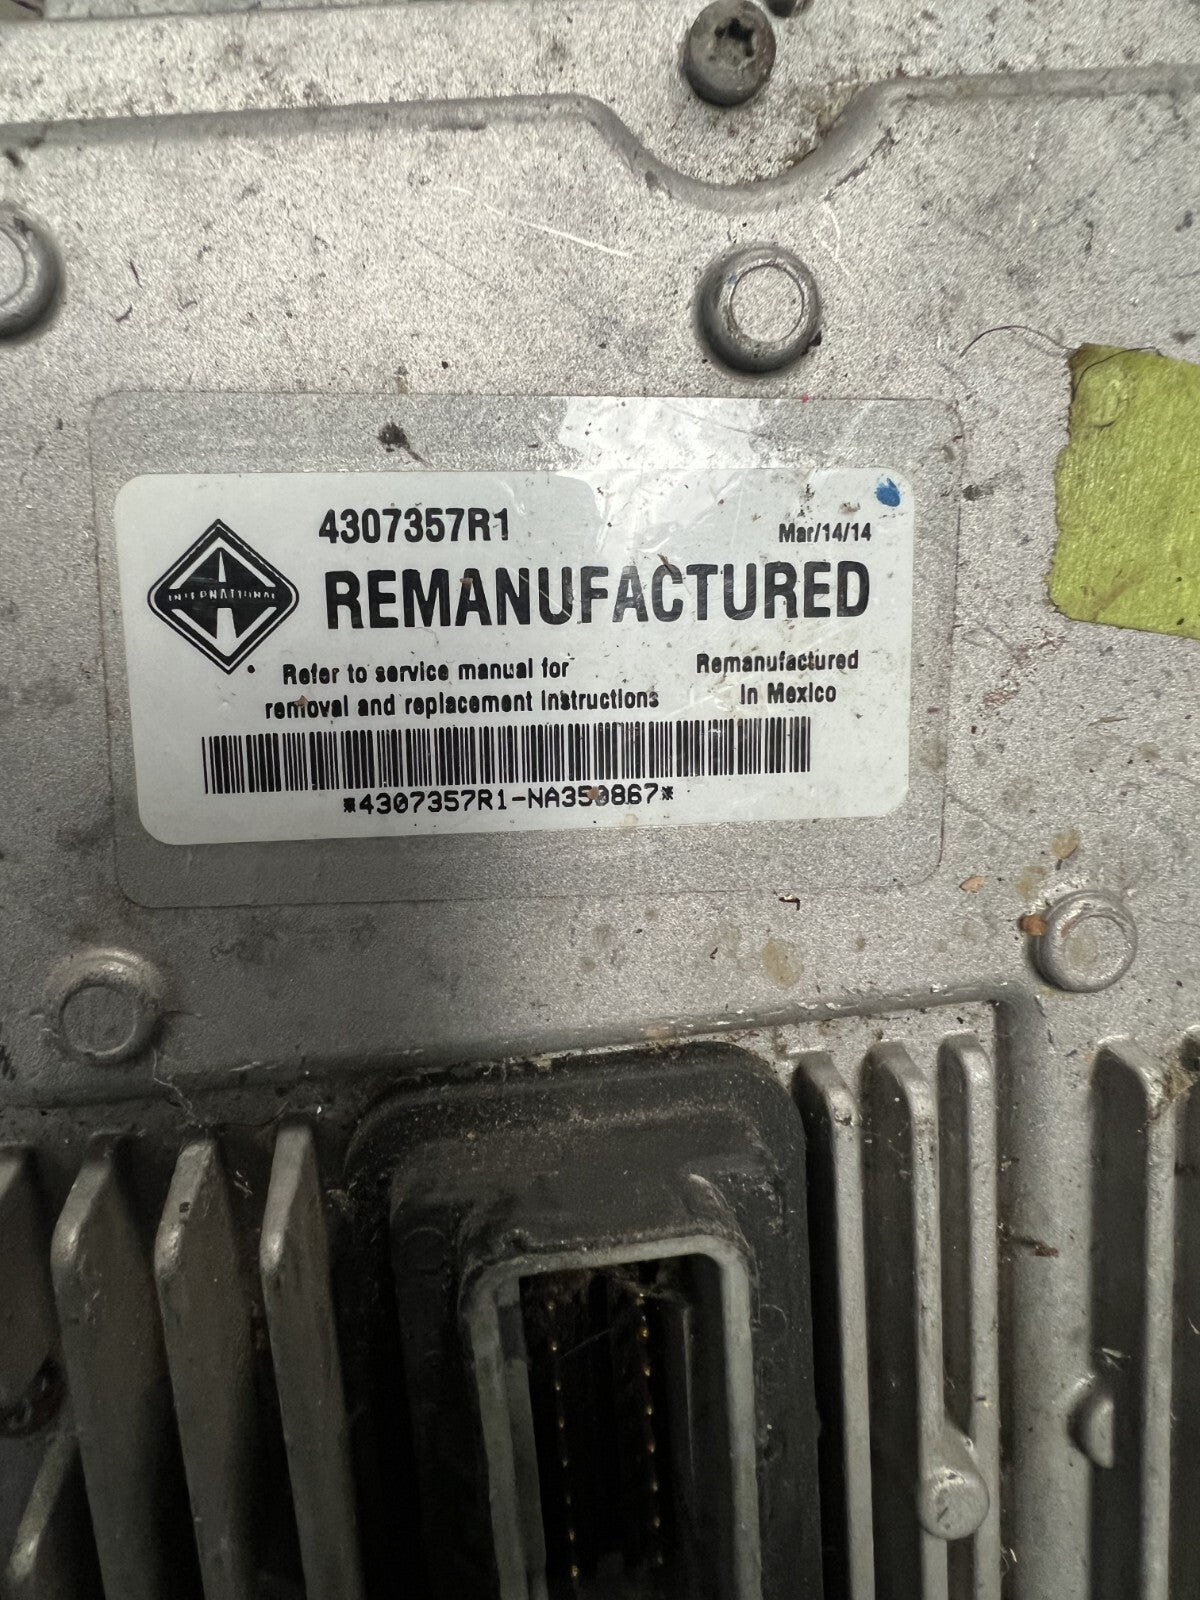 4307357R1
Mar/14/14
REMANUFACTURED
INTERNATIONAL
Refer to service manual for
removal and replacement instructions
Remanufactured
in Mexico
*4307357R1-NA350867*